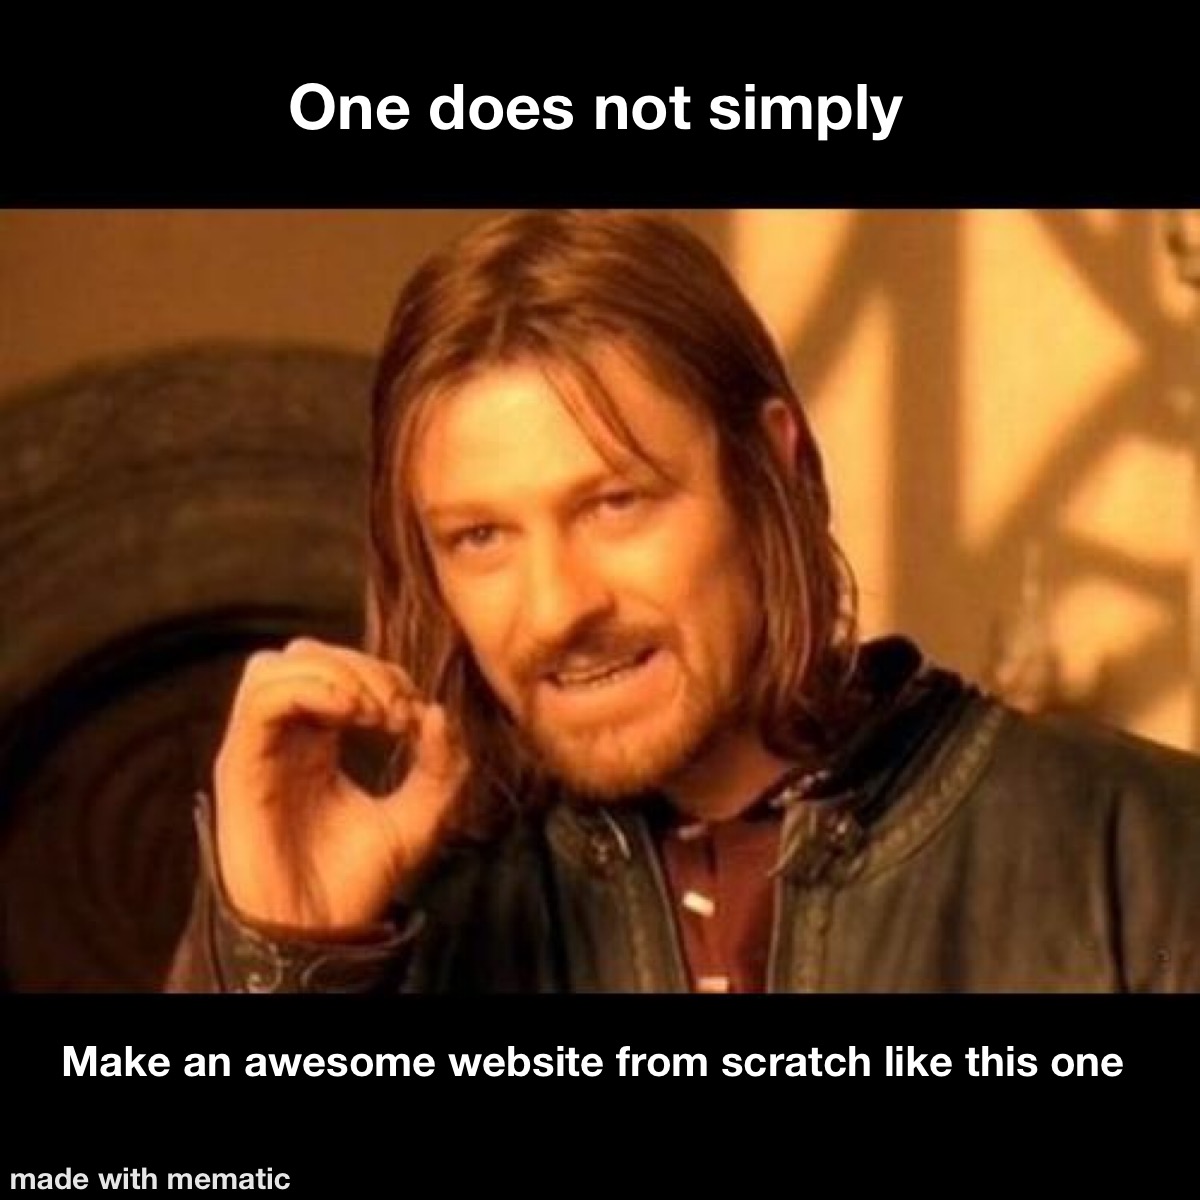 One does not simply
Make an awesome website from scratch like this one
made with mematic